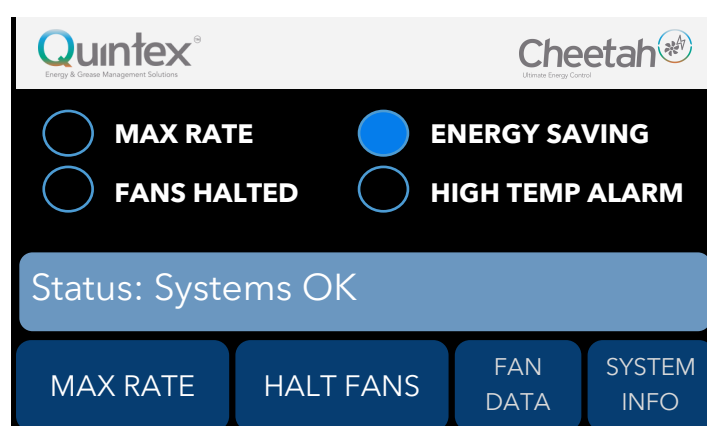 Quintex®
Energy & Grease Management Solutions
Cheetah
Ultimate Energy Control
MAX RATE
ENERGY SAVING
FANS HALTED
HIGH TEMP ALARM
Status: Systems OK
MAX RATE
HALT FANS
FAN
DATA
SYSTEM
INFO